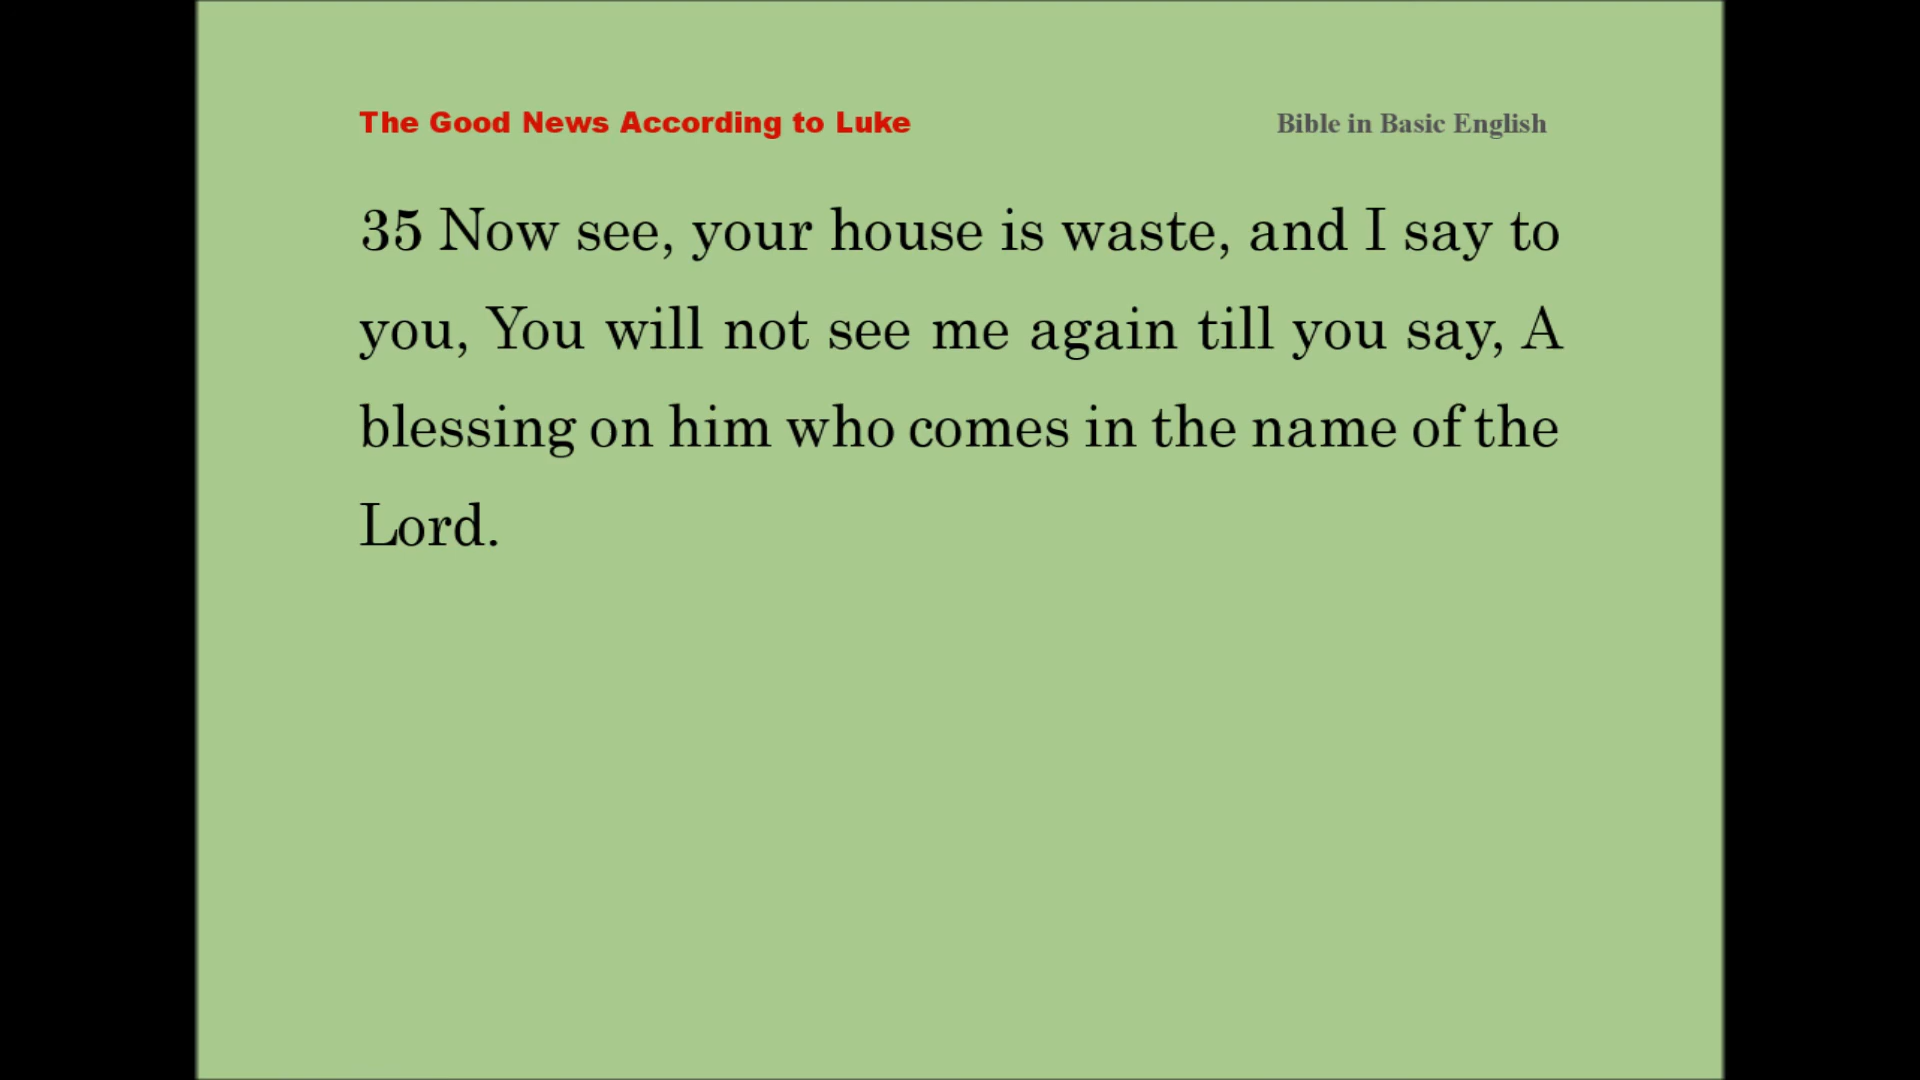 The Good News According to Luke
Bible in Basic English
35 Now see, your house is waste, and I say to
you, You will not see me again till you say, A
blessing on him who comes in the name of the
Lord.